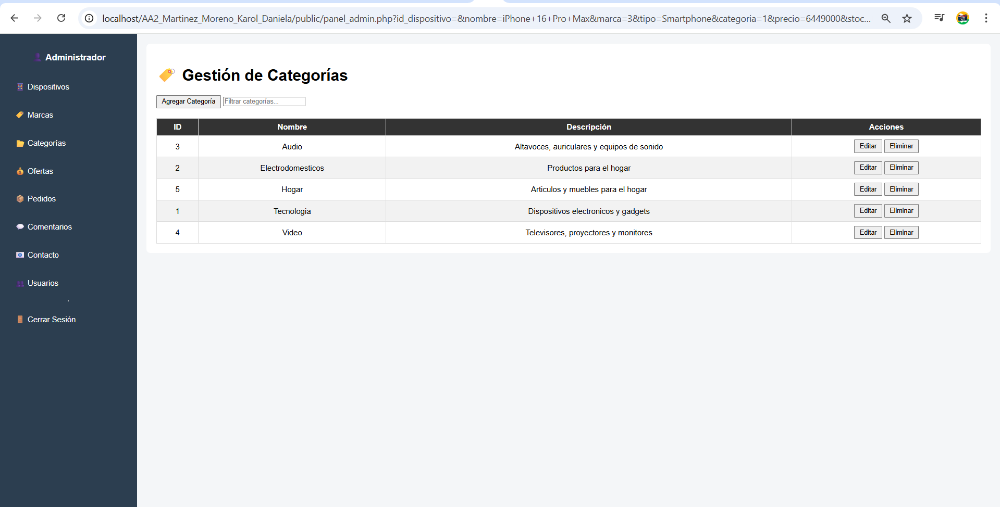 localhost/AA2_Martinez_Moreno_Karol_Daniela/public/panel_admin.php?id_dispositivo=&nombre=iPhone+16+Pro+Max&marca=3&tipo=Smartphone&categoria=1&precio=6449000&stoc...
Administrador
Dispositivos
Marcas
Categorías
Ofertas
Pedidos
Comentarios
Contacto
Usuarios
.
Cerrar Sesión
Gestión de Categorías
Agregar Categoría Filtrar categorías...
ID Nombre Descripción Acciones
3 Audio Altavoces, auriculares y equipos de sonido Editar Eliminar
2 Electrodomesticos Productos para el hogar Editar Eliminar
5 Hogar Articulos y muebles para el hogar Editar Eliminar
1 Tecnologia Dispositivos electronicos y gadgets Editar Eliminar
4 Video Televisores, proyectores y monitores Editar Eliminar